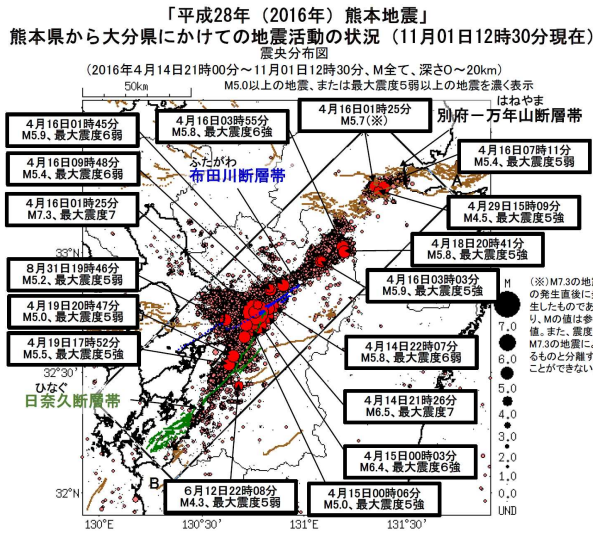 「平成28年（2016年）熊本地震」
熊本県から大分県にかけての地震活動の状況（11月01日12時30分現在）
震央分布図
（2016年４月14日21時00分～11月01日12時30分、M全て、深さ0～20km）
M5.0以上の地震、または最大震度５弱以上の地震を濃く表示
50km
４月16日01時45分
M5.9、最大震度６弱
４月16日03時55分
M5.8、最大震度６強
４月16日01時25分
M5.7（※）
はねやま
別府－万年山断層帯
４月16日09時48分
M5.4、最大震度６弱
ふたがわ
布田川断層帯
４月16日07時11分
M5.4、最大震度５弱
４月16日01時25分
M7.3、最大震度７
４月29日15時09分
M4.5、最大震度５強
４月18日20時41分
M5.8、最大震度５強
33°N
８月31日19時46分
M5.2、最大震度５弱
４月16日03時03分
M5.9、最大震度５強
４月19日20時47分
M5.0、最大震度５弱
４月19日17時52分
M5.5、最大震度５強
４月14日22時07分
M5.8、最大震度６弱
32°30'
ひなぐ
日奈久断層帯
４月14日21時26分
M6.5、最大震度７
４月15日00時03分
M6.4、最大震度６強
B
６月12日22時08分
M4.3、最大震度５弱
４月15日00時06分
M5.0、最大震度５強
32°N
130°E
130°30'
131°E
131°30'
M
7.0
6.0
5.0
4.0
3.0
2.0
1.0
0.0
UND
（※）M7.3の地
の発生直後に
生したものであ
り、Mの値は参
値。また、震度
M7.3の地震に
るものと分離す
ことができない